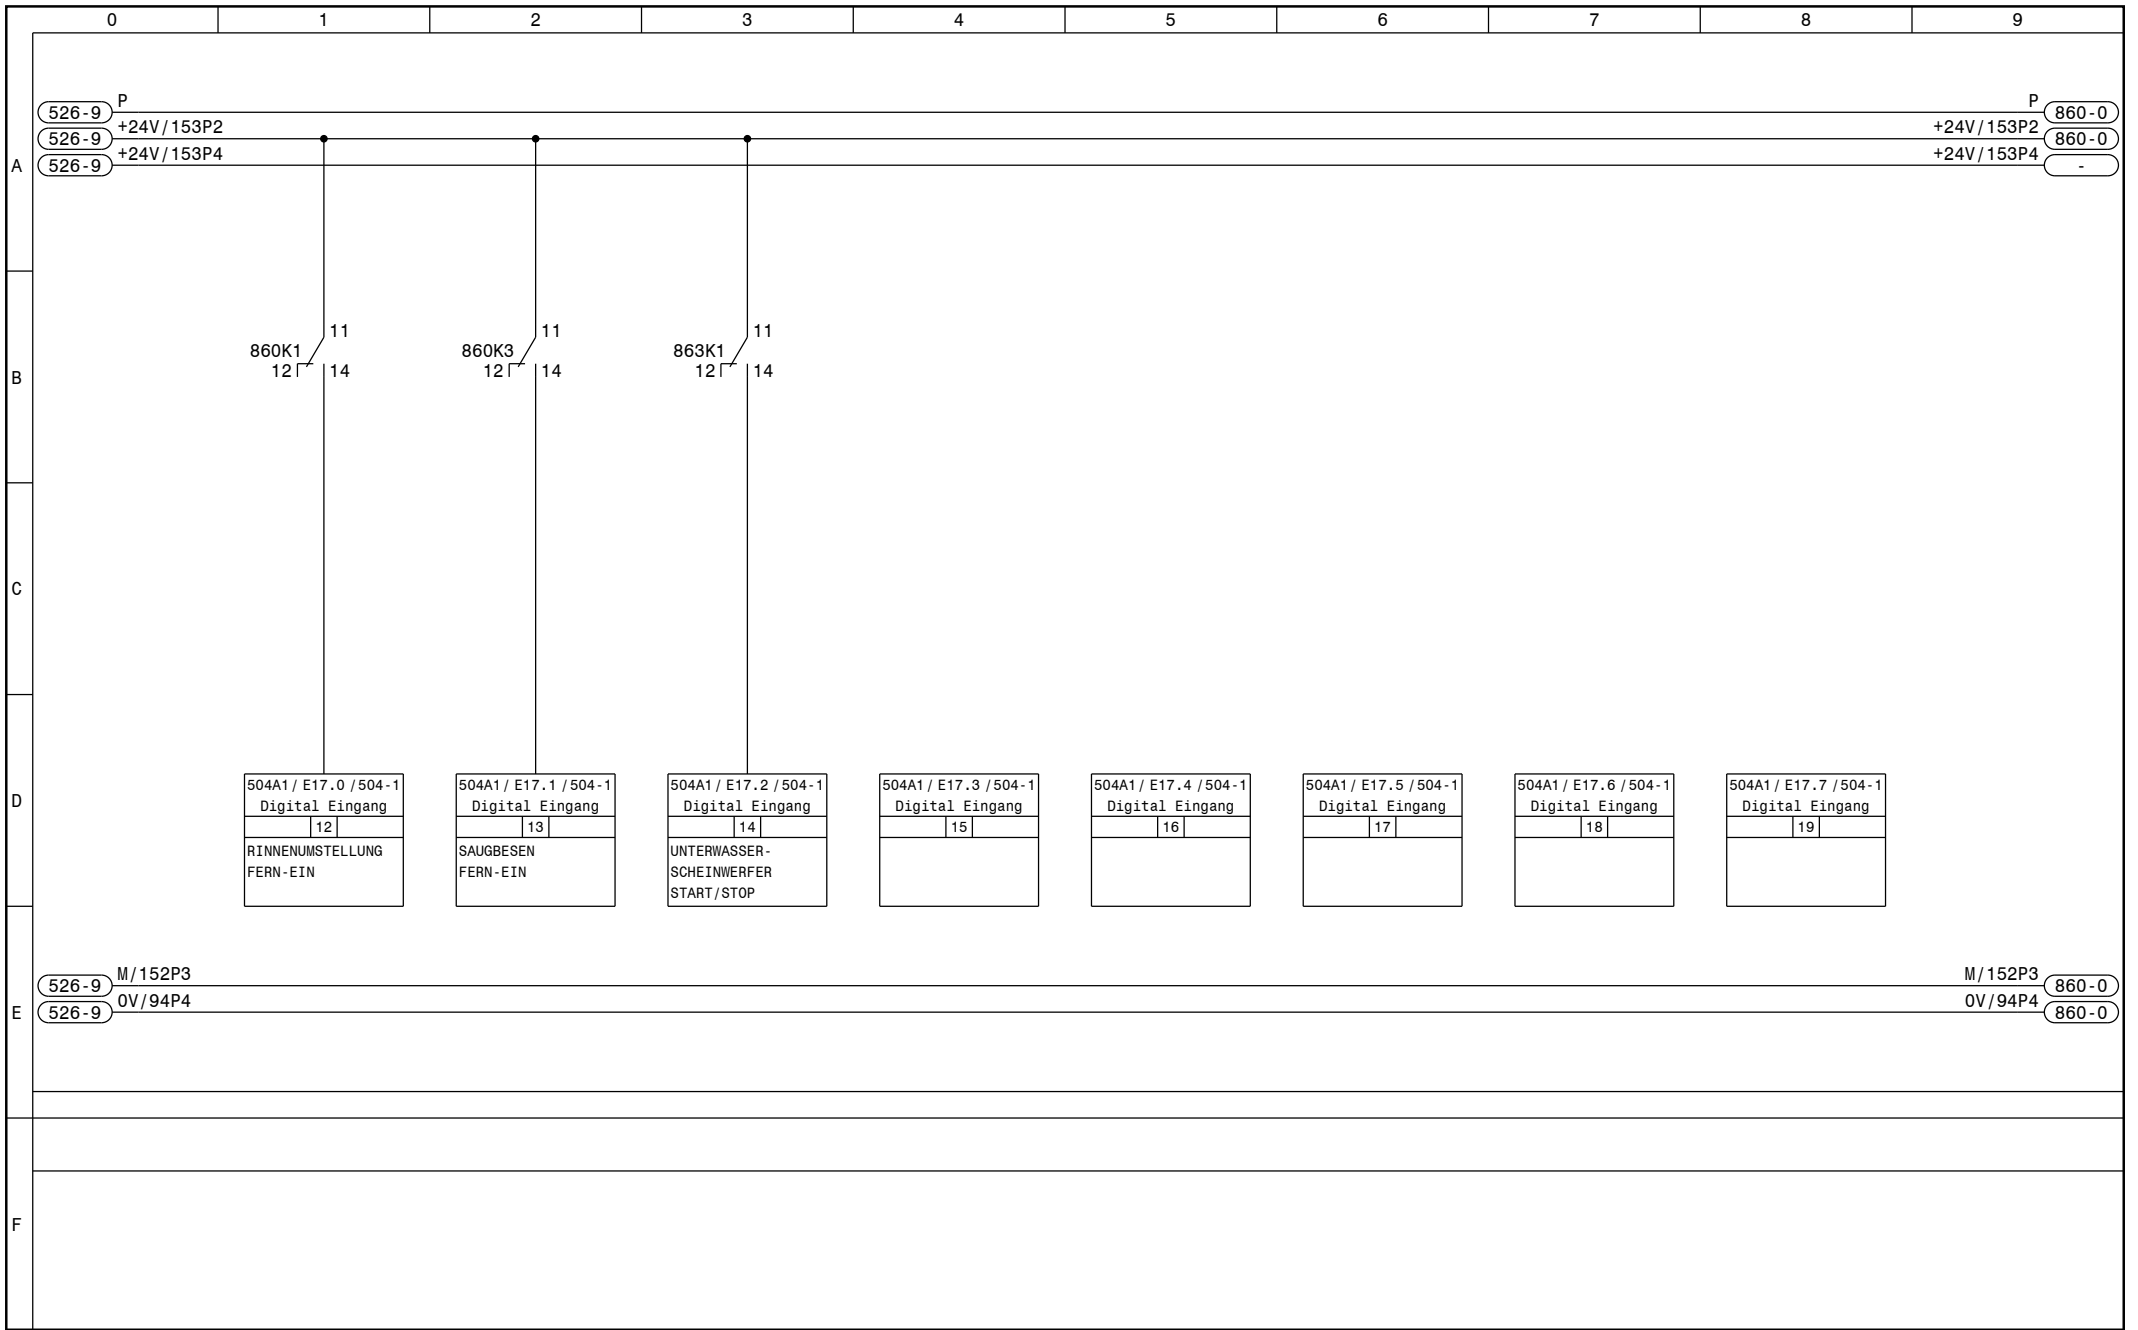 0 1 2 3 4 5 6 7 8 9
526-9 P P 860-0
526-9 +24V/153P2 +24V/153P2 860-0
A 526-9 +24V/153P4 +24V/153P4 -
11 11 11
860K1 860K3 863K1
B 12 14 12 14 12 14
C
504A1/E17.0/504-1 504A1/E17.1/504-1 504A1/E17.2/504-1 504A1/E17.3/504-1 504A1/E17.4/504-1 504A1/E17.5/504-1 504A1/E17.6/504-1 504A1/E17.7/504-1
D Digital Eingang Digital Eingang Digital Eingang Digital Eingang Digital Eingang Digital Eingang Digital Eingang Digital Eingang
12 13 14 15 16 17 18 19
RINNENUMSTELLUNG SAUGBESEN UNTERWASSER-
FERN-EIN FERN-EIN SCHEINWERFER
START/STOP
526-9 M/152P3 M/152P3 860-0
E 526-9 0V/94P4 0V/94P4 860-0
F